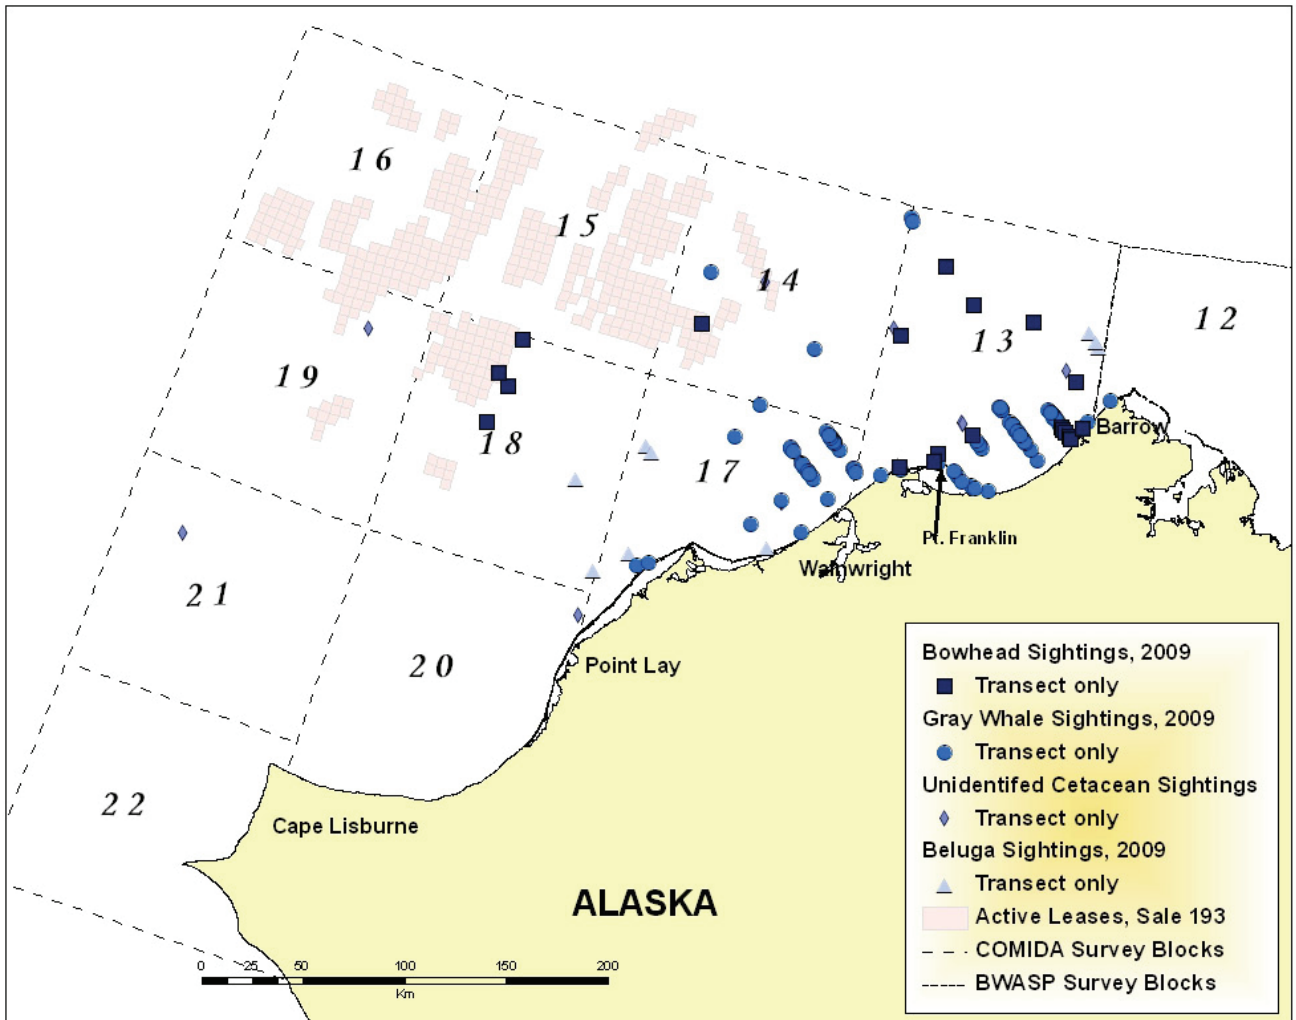 16
15
14
13
12
19
18
17
Barrow
Pt. Franklin
Wainwright
21
20
Point Lay
22
Cape Lisburne
ALASKA
0 25 50 100 150 200
Km
Bowhead Sightings, 2009
Transect only
Gray Whale Sightings, 2009
Transect only
Unidentifed Cetacean Sightings
Transect only
Beluga Sightings, 2009
Transect only
Active Leases, Sale 193
COMIDA Survey Blocks
BWASP Survey Blocks